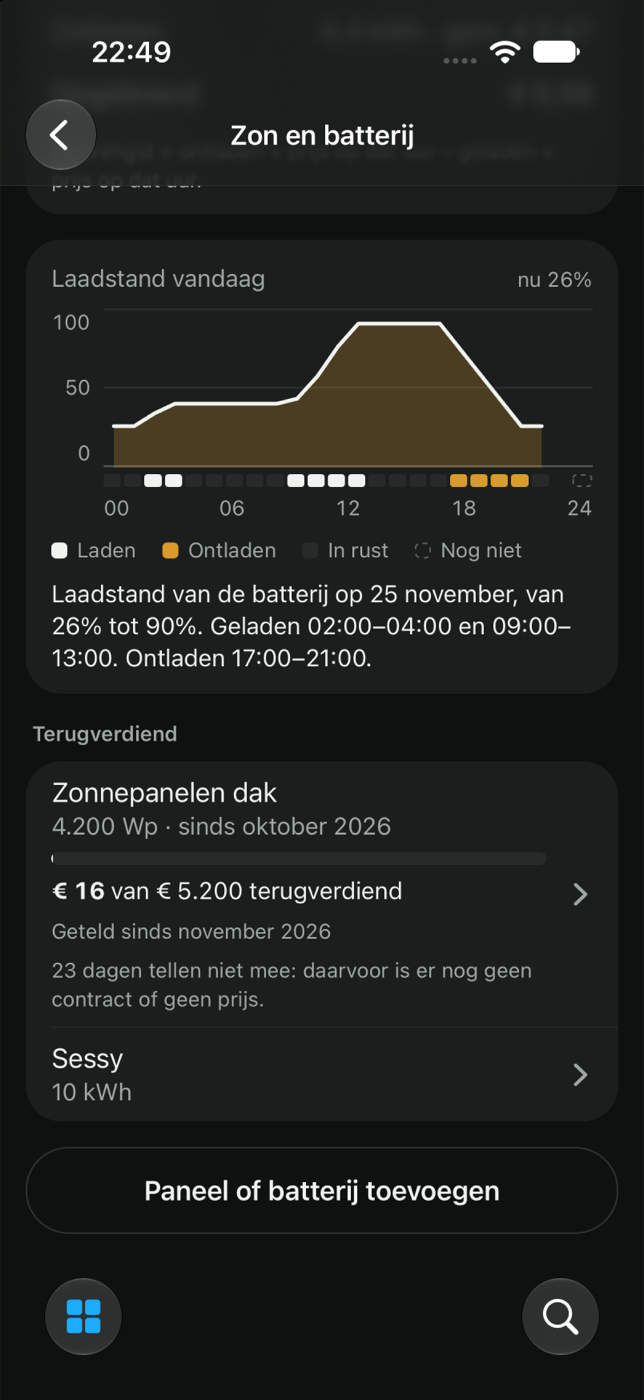 22:49
Zon en batterij
prijs op dat uur.
Laadstand vandaag
nu 26%
100
50
0
00 06 12 18 24
Laden Ontladen In rust Nog niet
Laadstand van de batterij op 25 november, van
26% tot 90%. Geladen 02:00–04:00 en 09:00–
13:00. Ontladen 17:00–21:00.
Terugverdiend
Zonnepanelen dak
4.200 Wp · sinds oktober 2026
€ 16 van € 5.200 terugverdiend
Geteld sinds november 2026
23 dagen tellen niet mee: daarvoor is er nog geen
contract of geen prijs.
Sessy
10 kWh
Paneel of batterij toevoegen